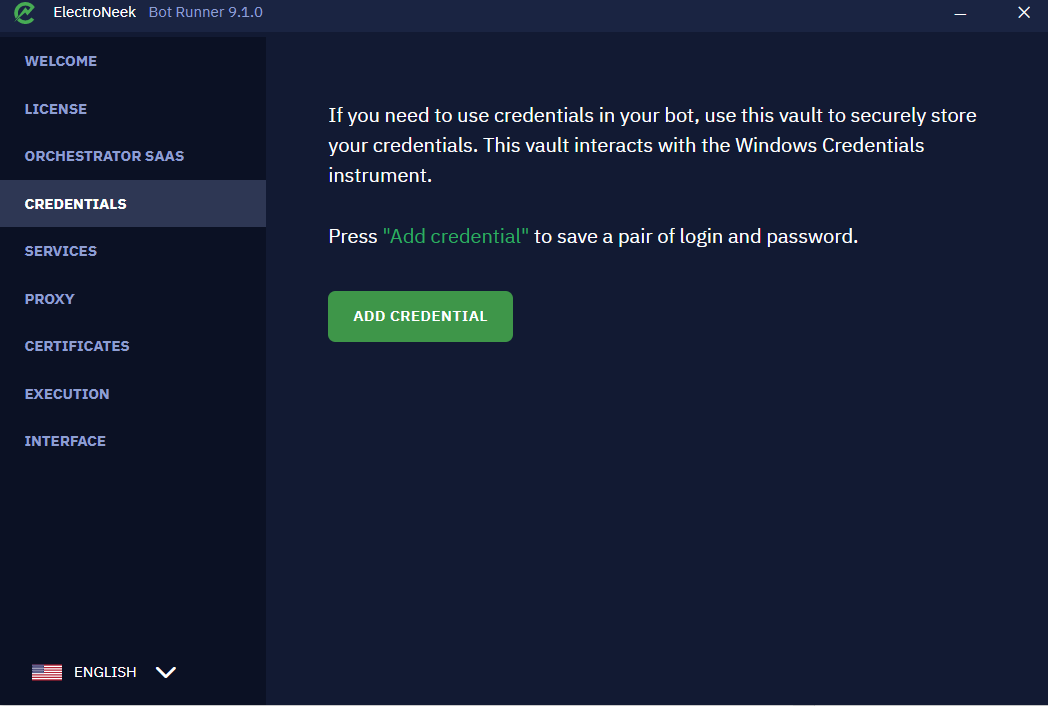 ElectroNeek Bot Runner 9.1.0
WELCOME
LICENSE
ORCHESTRATOR SAAS
CREDENTIALS
SERVICES
PROXY
CERTIFICATES
EXECUTION
INTERFACE
ENGLISH
If you need to use credentials in your bot, use this vault to securely store
your credentials. This vault interacts with the Windows Credentials
instrument.
Press "Add credential" to save a pair of login and password.
ADD CREDENTIAL